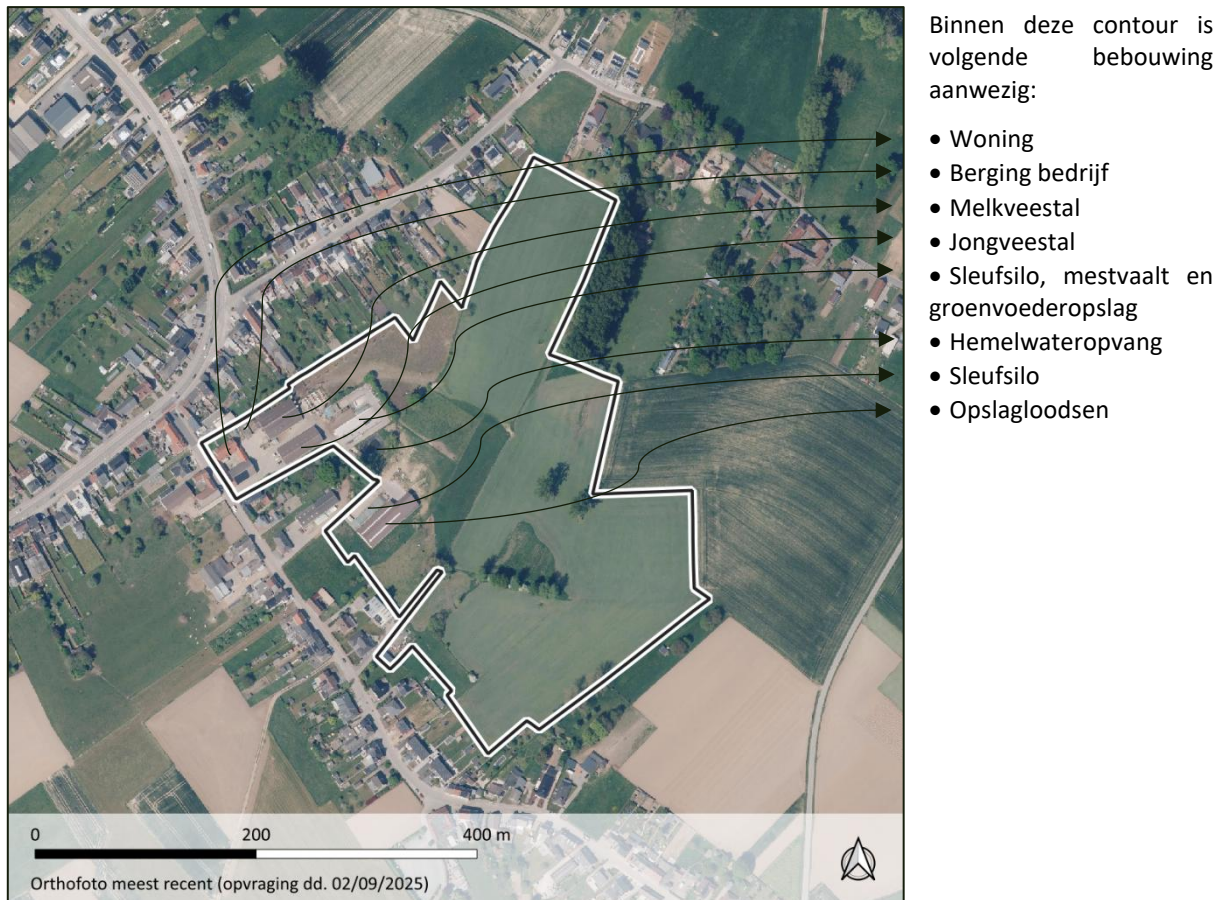 Binnen deze contour is
volgende bebouwing
aanwezig:
• Woning
• Berging bedrijf
• Melkveestal
• Jongveestal
• Sleufsilo, mestvaalt en
groenvoederopslag
• Hemelwateropvang
• Sleufsilo
• Opslagloodsen
0 200 400 m
Orthofoto meest recent (opvraging dd. 02/09/2025)